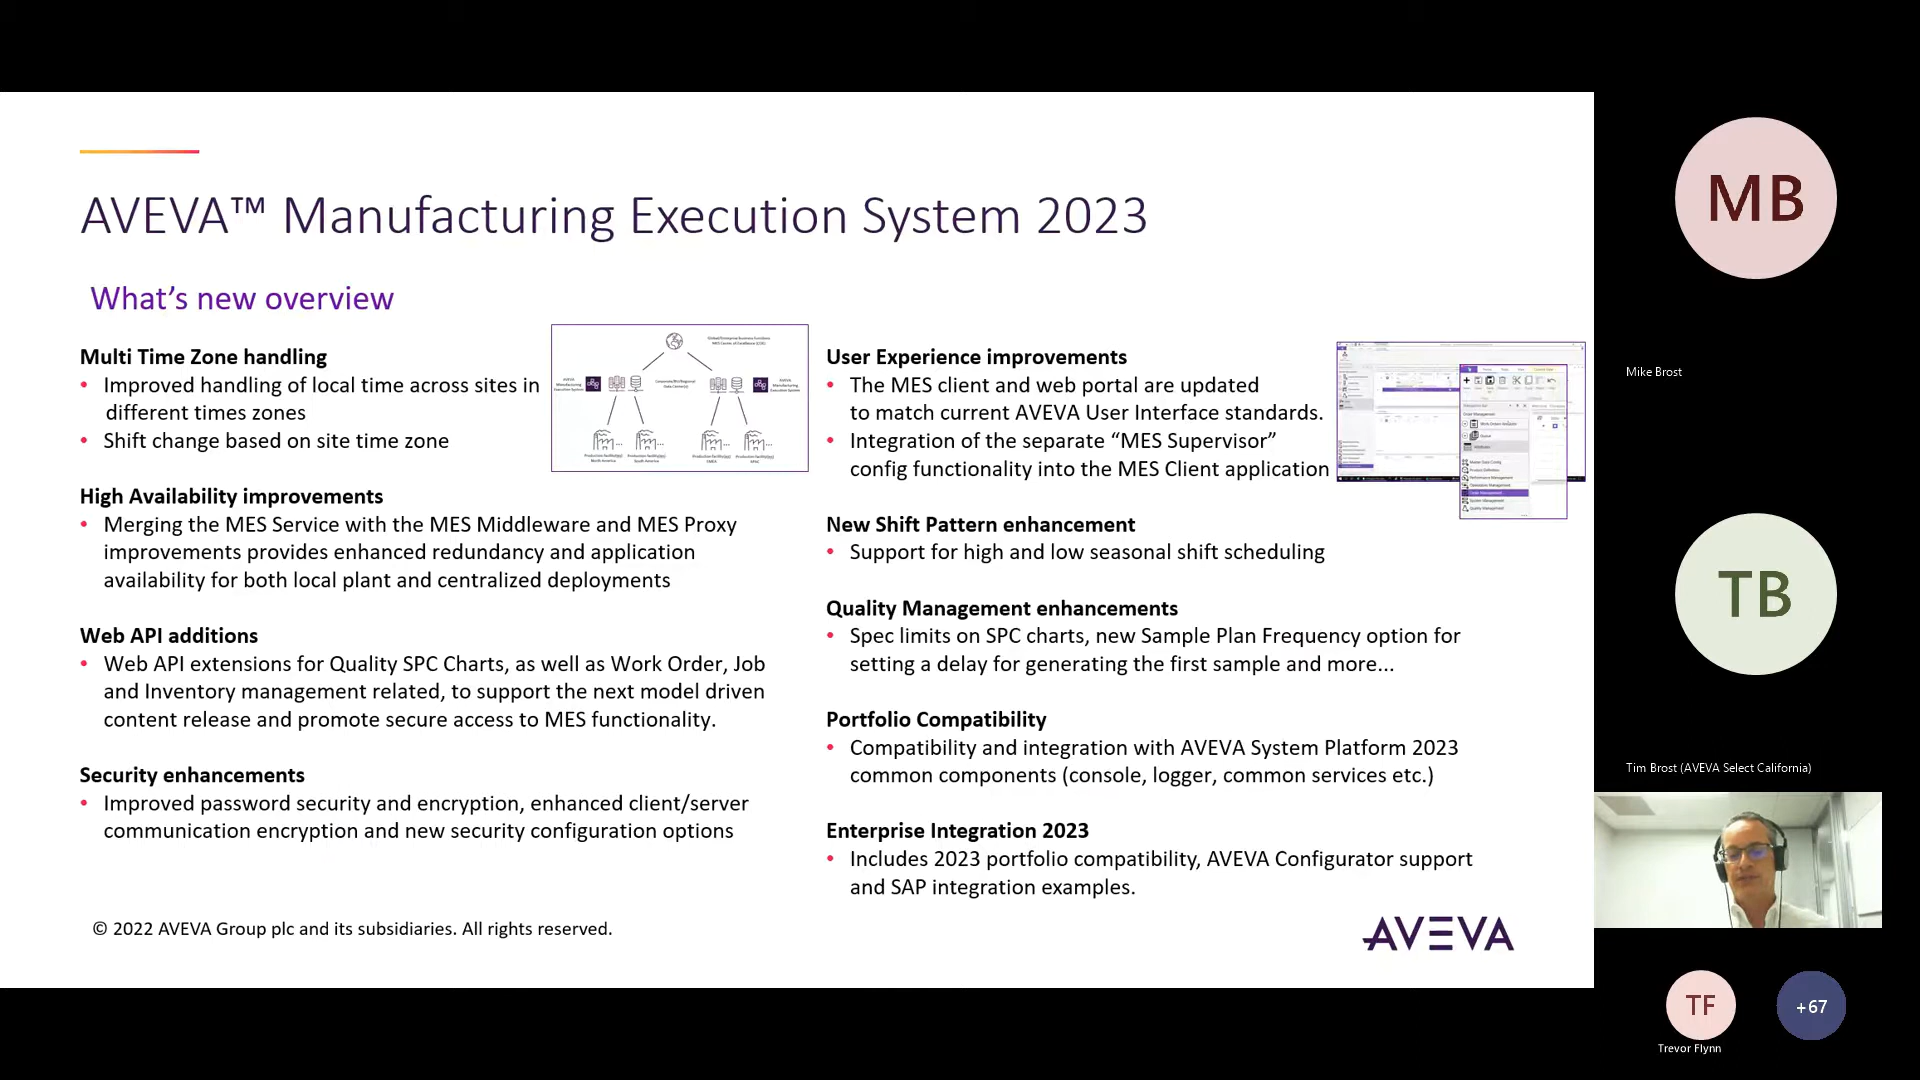 AVEVA™ Manufacturing Execution System 2023
What's new overview
Multi Time Zone handling
• Improved handling of local time across sites in
different times zones
• Shift change based on site time zone
High Availability improvements
• Merging the MES Service with the MES Middleware and MES Proxy
improvements provides enhanced redundancy and application
availability for both local plant and centralized deployments
Web API additions
• Web API extensions for Quality SPC Charts, as well as Work Order, Job
and Inventory management related, to support the next model driven
content release and promote secure access to MES functionality.
Security enhancements
• Improved password security and encryption, enhanced client/server
communication encryption and new security configuration options
User Experience improvements
• The MES client and web portal are updated
to match current AVEVA User Interface standards.
• Integration of the separate “MES Supervisor”
config functionality into the MES Client application
New Shift Pattern enhancement
• Support for high and low seasonal shift scheduling
Quality Management enhancements
• Spec limits on SPC charts, new Sample Plan Frequency option for
setting a delay for generating the first sample and more...
Portfolio Compatibility
• Compatibility and integration with AVEVA System Platform 2023
common components (console, logger, common services etc.)
Enterprise Integration 2023
• Includes 2023 portfolio compatibility, AVEVA Configurator support
and SAP integration examples.
© 2022 AVEVA Group plc and its subsidiaries. All rights reserved.
AVEVA
MB
Mike Brost
TB
Tim Brost (AVEVA Select California)
TF
+67
Trevor Flynn